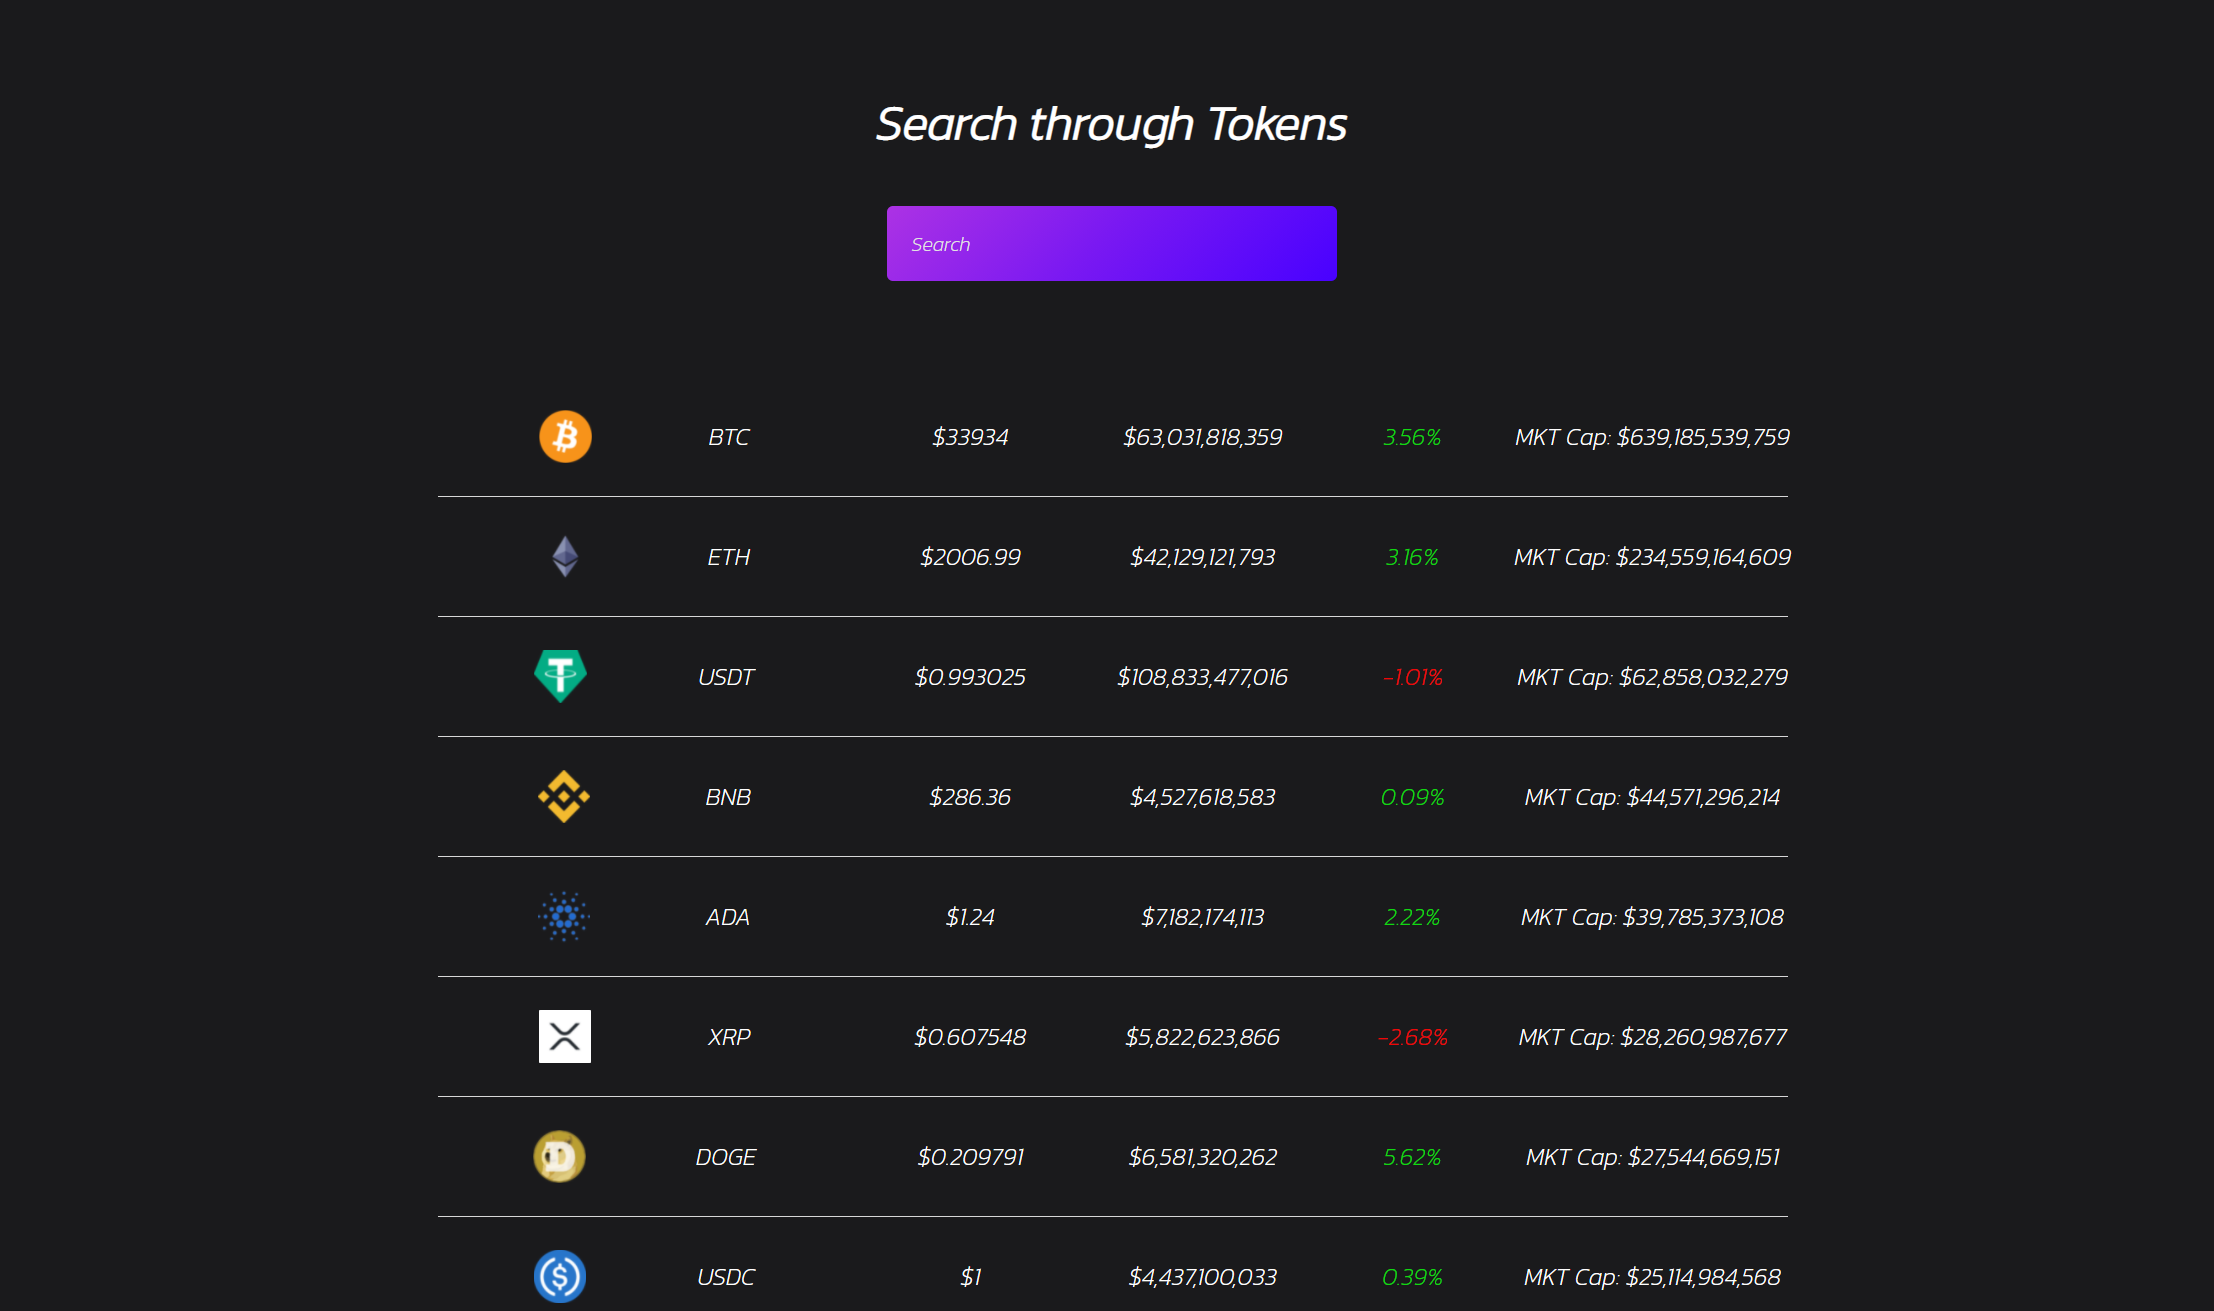 Search through Tokens
Search
BTC $33934 $63,031,818,359 3.56% MKT Cap: $639,185,539,759
ETH $2006.99 $42,129,121,793 3.16% MKT Cap: $234,559,164,609
USDT $0.993025 $108,833,477,016 -1.01% MKT Cap: $62,858,032,279
BNB $286.36 $4,527,618,583 0.09% MKT Cap: $44,571,296,214
ADA $1.24 $7,182,174,113 2.22% MKT Cap: $39,785,373,108
XRP $0.607548 $5,822,623,866 -2.68% MKT Cap: $28,260,987,677
DOGE $0.209791 $6,581,320,262 5.62% MKT Cap: $27,544,669,151
USDC $1 $4,437,100,033 0.39% MKT Cap: $25,114,984,568